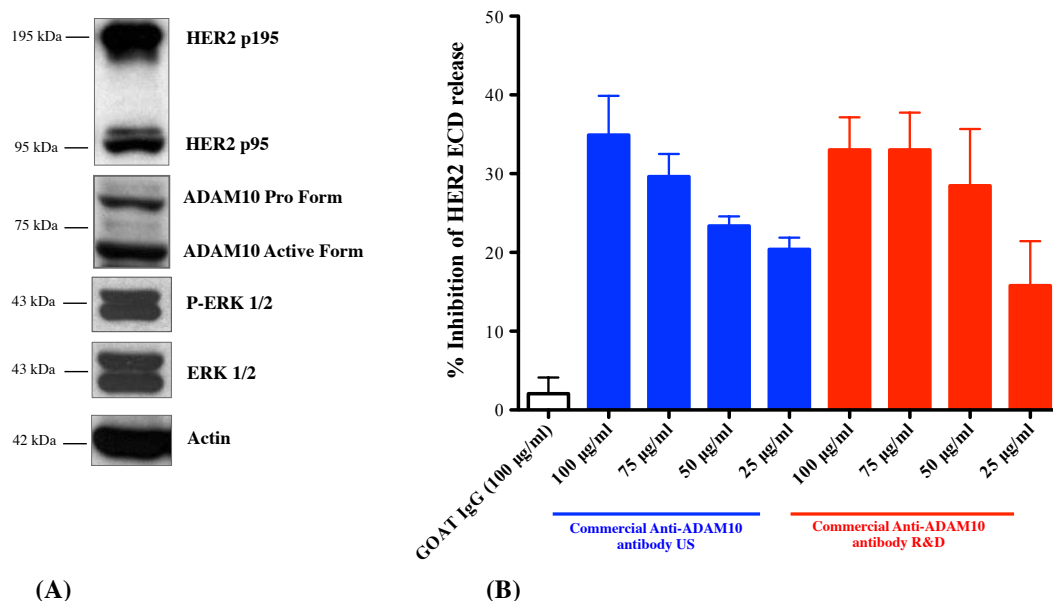 195 kDa
HER2 p195
95 kDa
HER2 p95
ADAM10 Pro Form
75 kDa
ADAM10 Active Form
43 kDa
P-ERK 1/2
43 kDa
ERK 1/2
42 kDa
Actin
(A)
% Inhibition of HER2 ECD release
50
40
30
20
10
0
GOAT IgG (100 µg/ml)
100 µg/ml
75 µg/ml
50 µg/ml
25 µg/ml
100 µg/ml
75 µg/ml
50 µg/ml
25 µg/ml
Commercial Anti-ADAM10
antibody US
Commercial Anti-ADAM10
antibody R&D
(B)